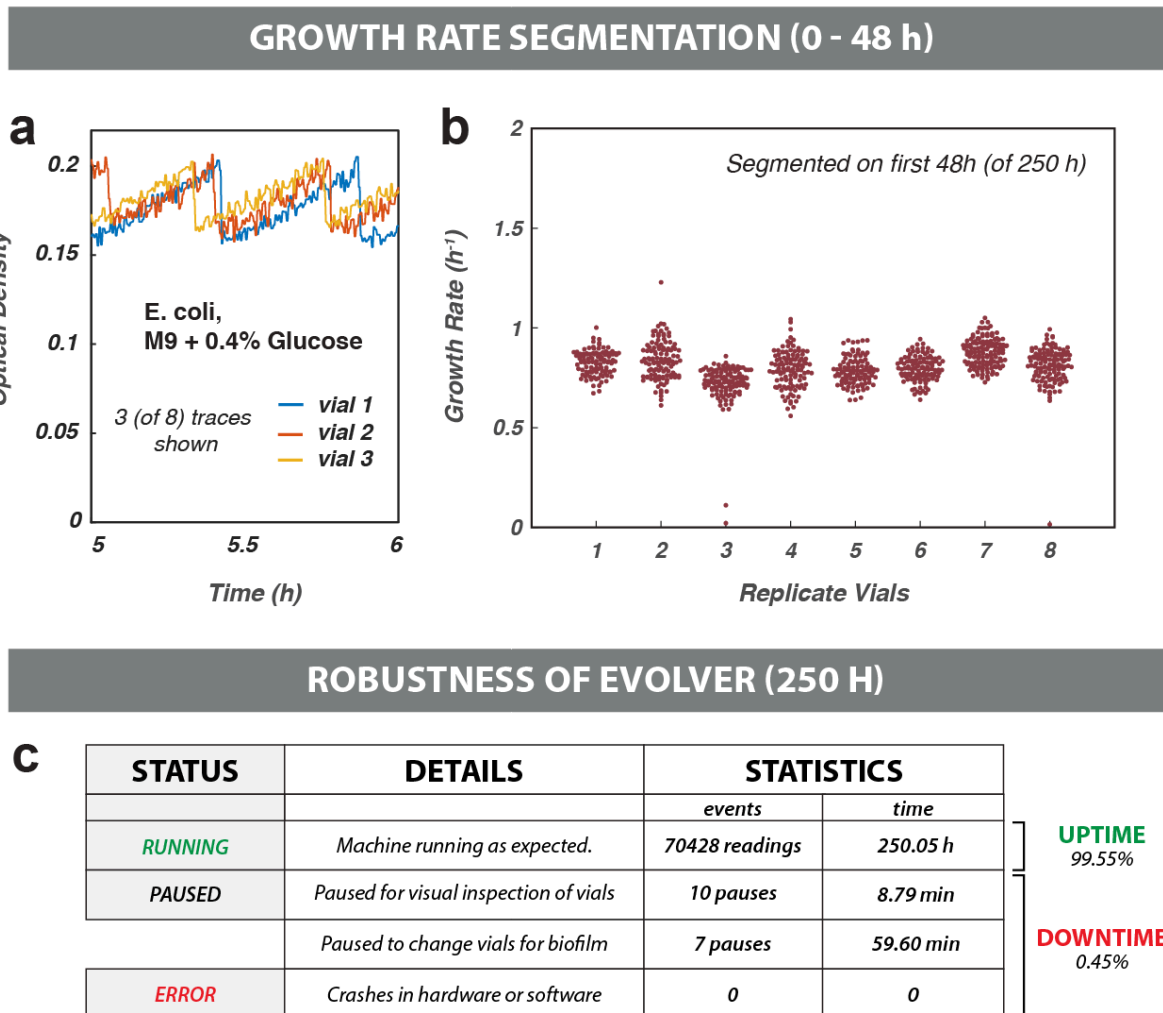 GROWTH RATE SEGMENTATION (0 - 48 h)
a
0.2
0.15
0.1
0.05
0
Optical Density
E. coli,
M9 + 0.4% Glucose
3 (of 8) traces
shown
vial 1
vial 2
vial 3
5
5.5
6
Time (h)
b
2
1.5
1
0.5
0
Growth Rate (h-1)
Segmented on first 48h (of 250 h)
1
2
3
4
5
6
7
8
Replicate Vials
ROBUSTNESS OF EVOLVER (250 H)
c
STATUS DETAILS STATISTICS
events time
RUNNING Machine running as expected. 70428 readings 250.05 h
UPTIME
99.55%
PAUSED Paused for visual inspection of vials 10 pauses 8.79 min
Paused to change vials for biofilm 7 pauses 59.60 min
DOWNTIME
0.45%
ERROR Crashes in hardware or software 0 0